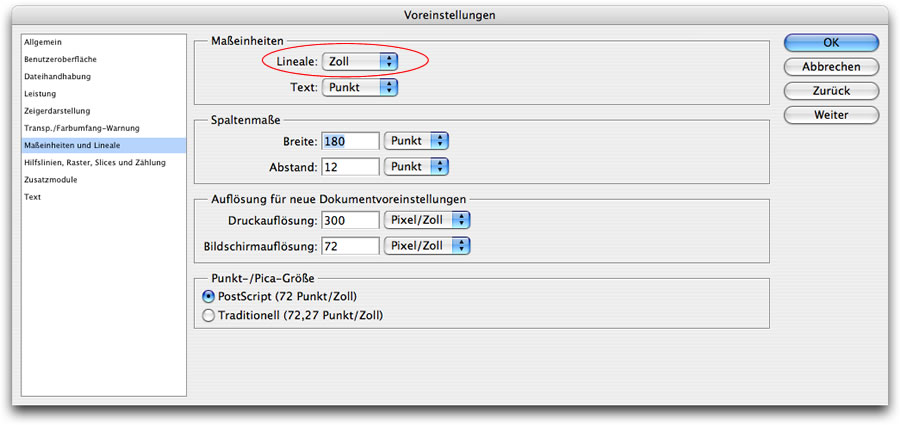 Voreinstellungen
Allgemein
Benutzeroberfläche
Dateihandhabung
Leistung
Zeigerdarstellung
Transp./Farbumfang-Warnung
Maßeinheiten und Lineale
Hilfslinien, Raster, Slices und Zählung
Zusatzmodule
Text
Maßeinheiten
Lineale: Zoll
Text: Punkt
Spaltenmaße
Breite: 180 Punkt
Abstand: 12 Punkt
Auflösung für neue Dokumentvoreinstellungen
Druckauflösung: 300 Pixel/Zoll
Bildschirmauflösung: 72 Pixel/Zoll
Punkt-/Pica-Größe
PostScript (72 Punkt/Zoll)
Traditionell (72,27 Punkt/Zoll)
OK
Abbrechen
Zurück
Weiter